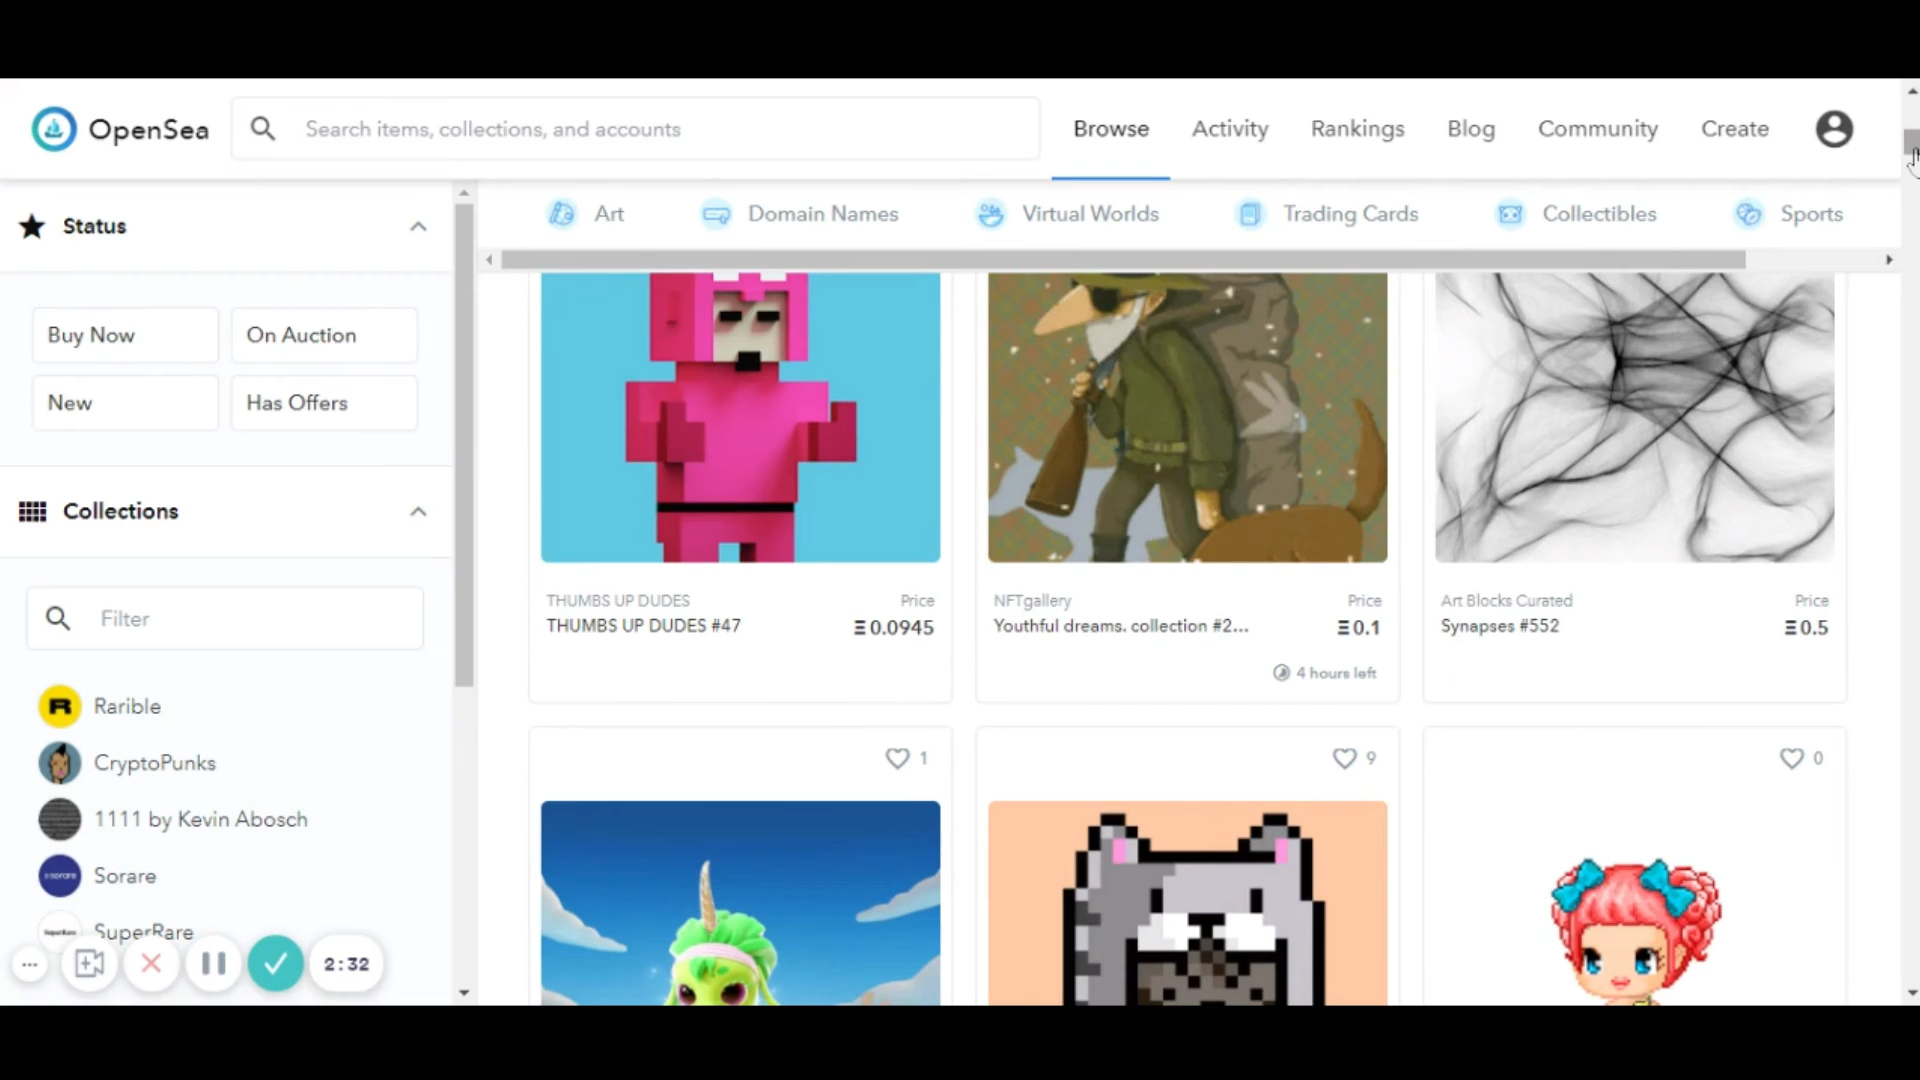 OpenSea
Search items, collections, and accounts
Browse
Activity
Rankings
Blog
Community
Create
Status
Art
Domain Names
Virtual Worlds
Trading Cards
Collectibles
Sports
Buy Now
On Auction
New
Has Offers
Collections
Filter
Rarible
CryptoPunks
1111 by Kevin Abosch
Sorare
SuperRare
2:32
THUMBS UP DUDES
Price
THUMBS UP DUDES #47
0.0945
NFTgallery
Price
Youthful dreams. collection #2...
0.1
4 hours left
Art Blocks Curated
Price
Synapses #552
0.5
1
9
0